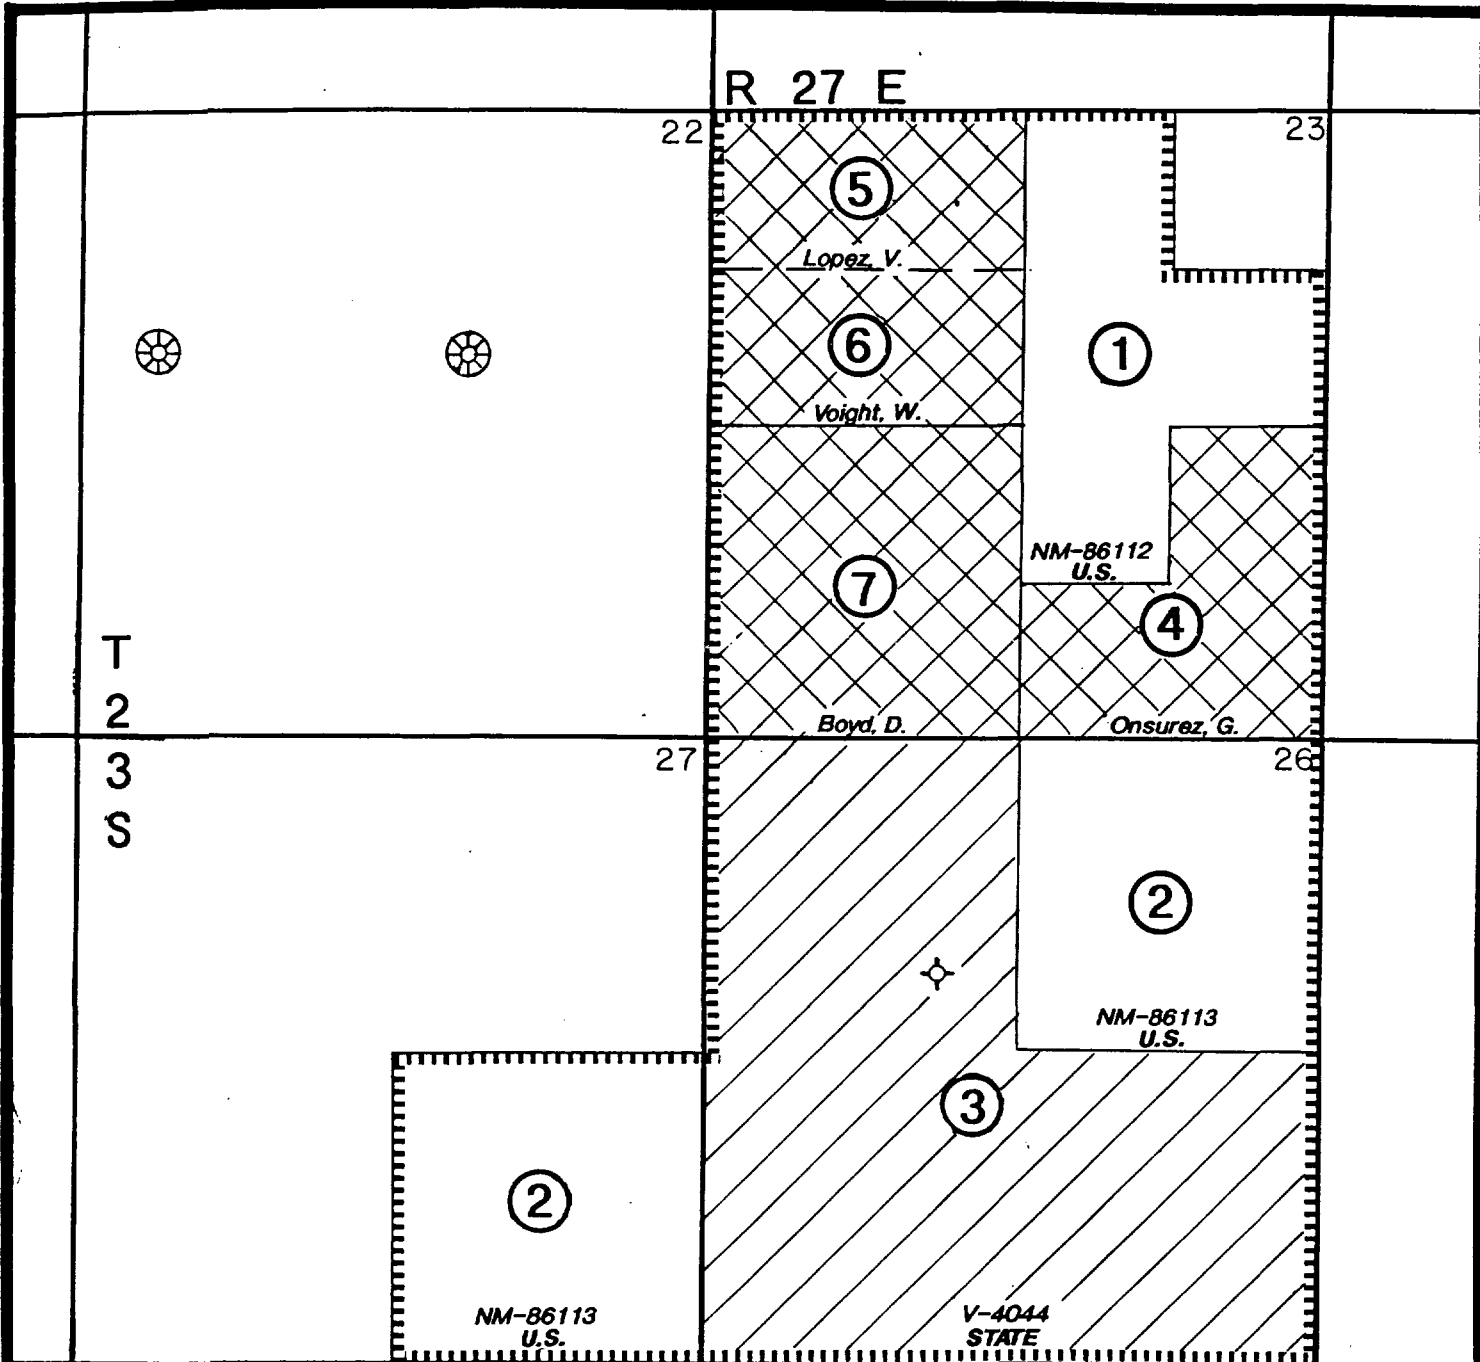 R 27 E
22
23
5
Lopez, V.
6
1
Voight, W.
NM-86112
U.S.
7
4
T
2
3
S
Boyd, D.
Onsurez, G.
27
26
2
NM-86113
U.S.
3
2
NM-86113
U.S.
V-4044
STATE